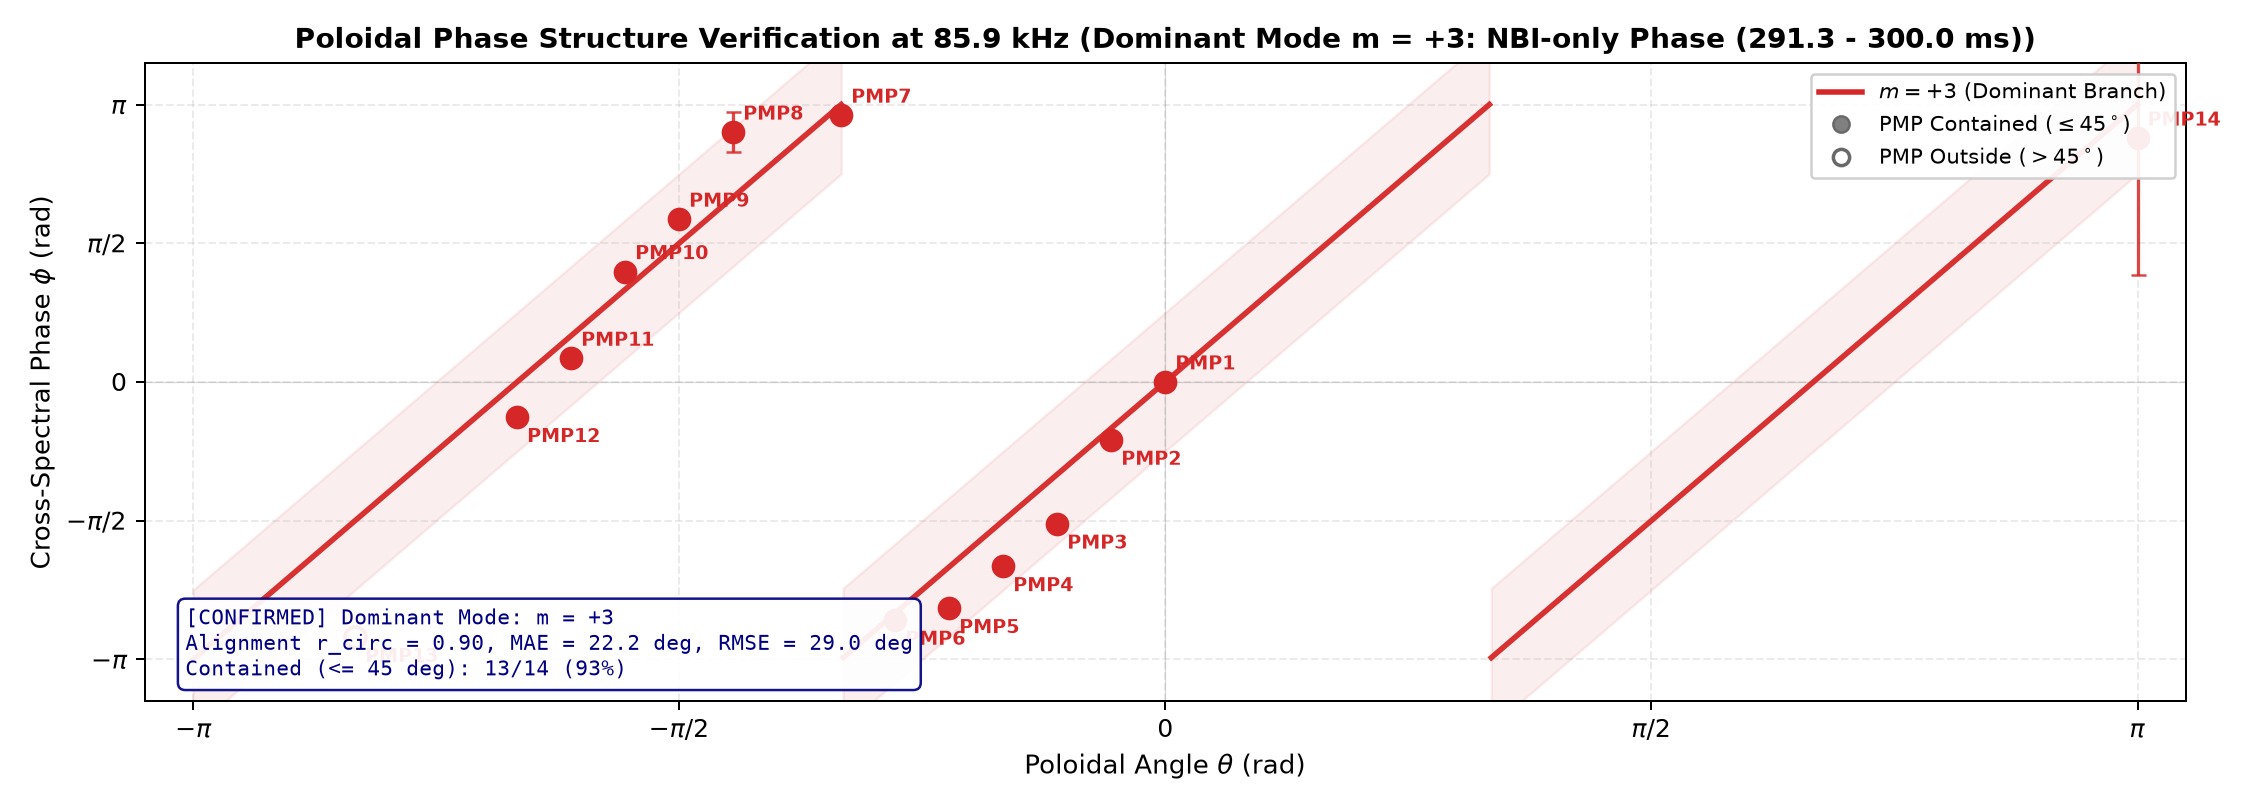 Poloidal Phase Structure Verification at 85.9 kHz (Dominant Mode m = +3: NBI-only Phase (291.3 - 300.0 ms))
Cross-Spectral Phase ϕ (rad)
π
π/2
0
−π/2
−π
PMP8
PMP7
PMP9
PMP10
PMP11
PMP12
PMP1
PMP2
PMP3
PMP4
PMP5
PMP6
PMP13
PMP14
m = +3 (Dominant Branch)
PMP Contained (≤ 45°)
PMP Outside (> 45°)
[CONFIRMED] Dominant Mode: m = +3
Alignment r_circ = 0.90, MAE = 22.2 deg, RMSE = 29.0 deg
Contained (<= 45 deg): 13/14 (93%)
−π
−π/2
0
π/2
π
Poloidal Angle θ (rad)